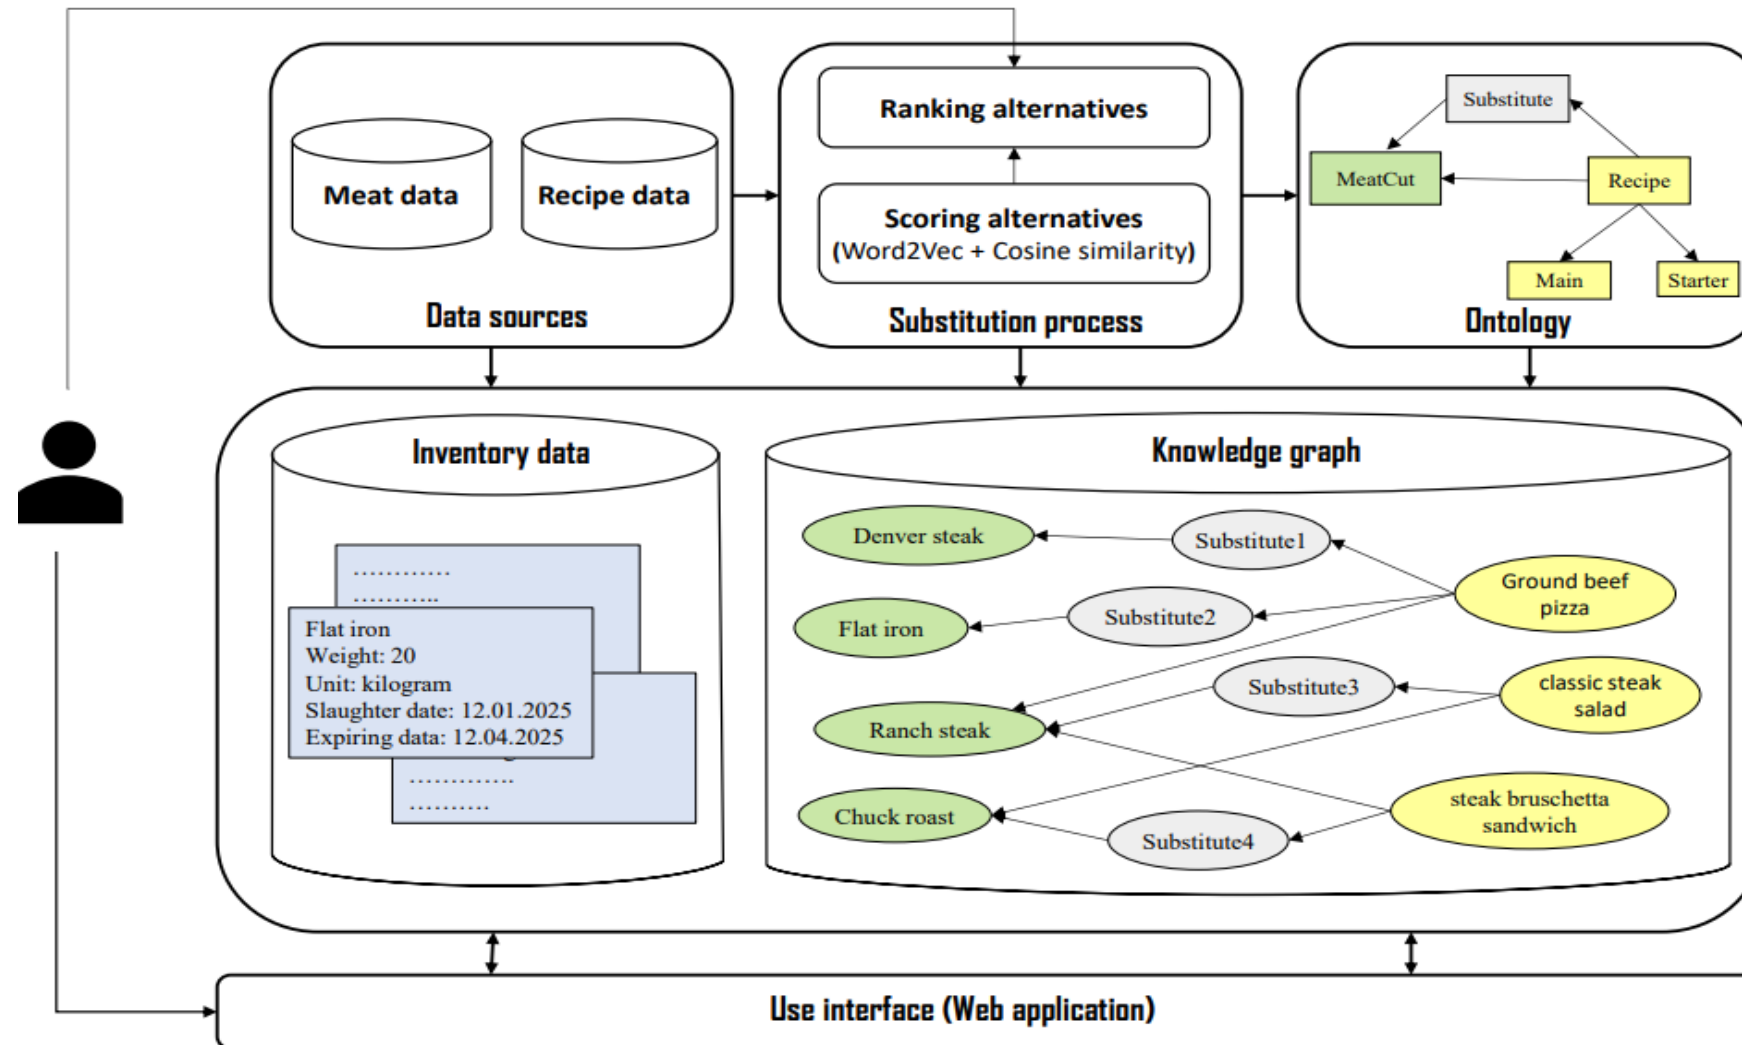 Meat data
Recipe data
Data sources
Ranking alternatives
Scoring alternatives
(Word2Vec + Cosine similarity)
Substitution process
Substitute
MeatCut
Recipe
Main
Starter
Ontology
Inventory data
…………
………..
Flat iron
Weight: 20
Unit: kilogram
Slaughter date: 12.01.2025
Expiring data: 12.04.2025
………….
……….
Knowledge graph
Denver steak
Substitute1
Ground beef
pizza
Flat iron
Substitute2
Substitute3
classic steak
salad
Ranch steak
Chuck roast
Substitute4
steak bruschetta
sandwich
Use interface (Web application)